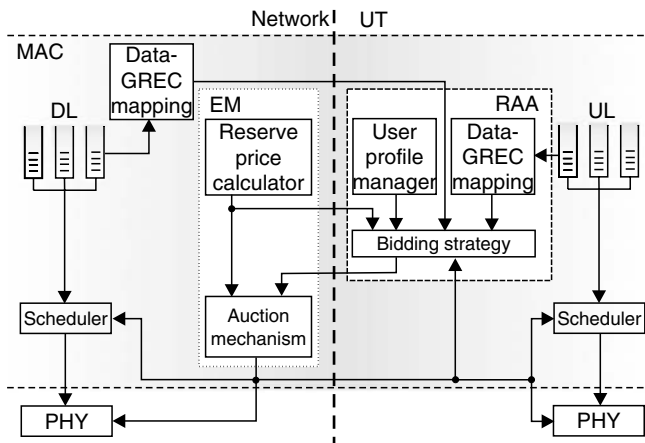 Network
UT
MAC
Data-
GREC
mapping
DL
EM
Reserve
price
calculator
RAA
User
profile
manager
Data-
GREC
mapping
UL
Bidding strategy
Scheduler
Auction
mechanism
Scheduler
PHY
PHY